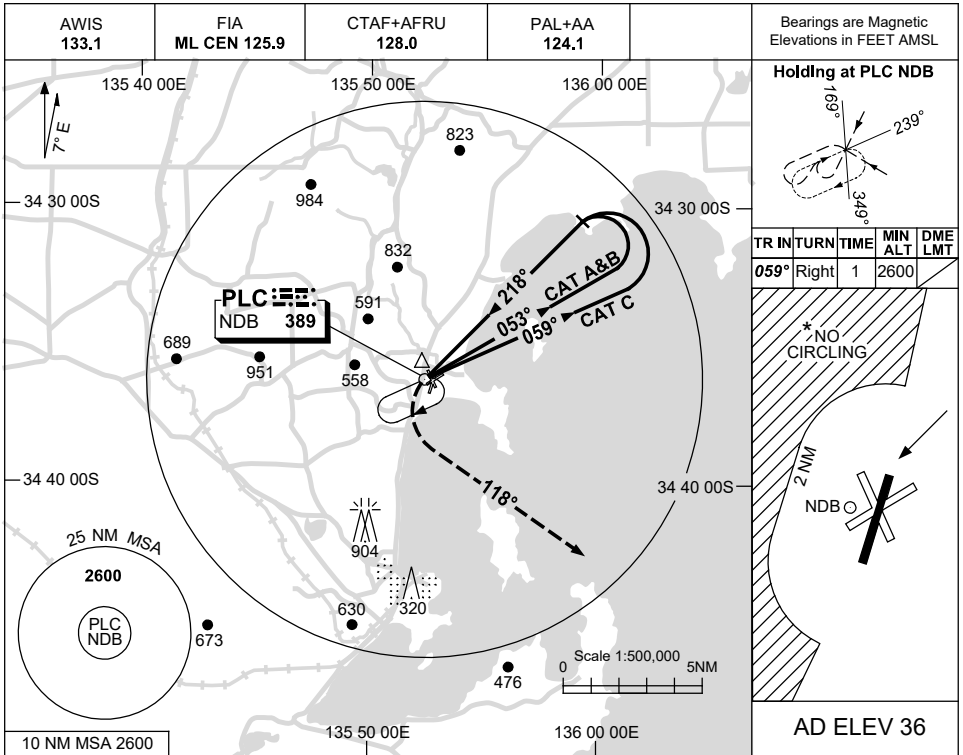 AWIS
133.1
FIA
ML CEN 125.9
CTAF+AFRU
128.0
PAL+AA
124.1
Bearings are Magnetic
Elevations in FEET AMSL
135 40 00E
135 50 00E
136 00 00E
7° E
823
984
34 30 00S
34 30 00S
832
218°
CAT A&B
053°
059°
CAT C
PLC
NDB 389
591
689
951
558
118°
34 40 00S
34 40 00S
904
320
630
673
476
25 NM MSA
2600
PLC
NDB
Scale 1:500,000
0
5NM
10 NM MSA 2600
135 50 00E
136 00 00E
Holding at PLC NDB
169°
239°
349°
TR IN TURN TIME MIN ALT DME LMT
059° Right 1 2600
*NO
CIRCLING
2 NM
NDB
AD ELEV 36